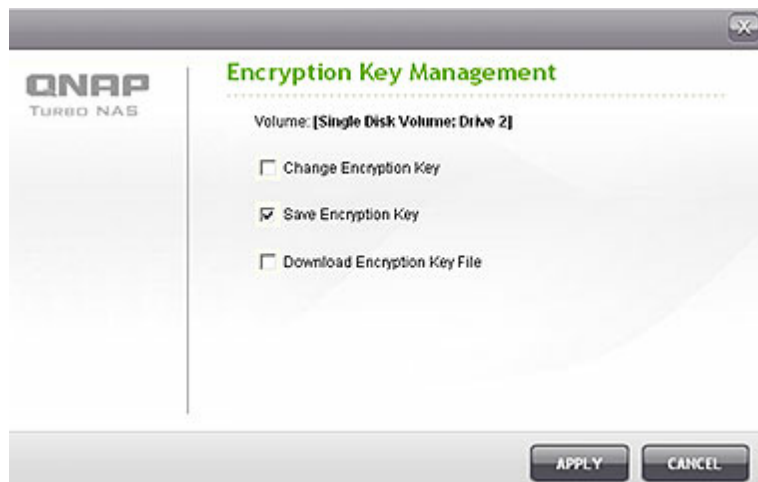 QNAP
TURBO NAS
Encryption Key Management
Volume: [Single Disk Volume: Drive 2]
Change Encryption Key
Save Encryption Key
Download Encryption Key File
APPLY
CANCEL